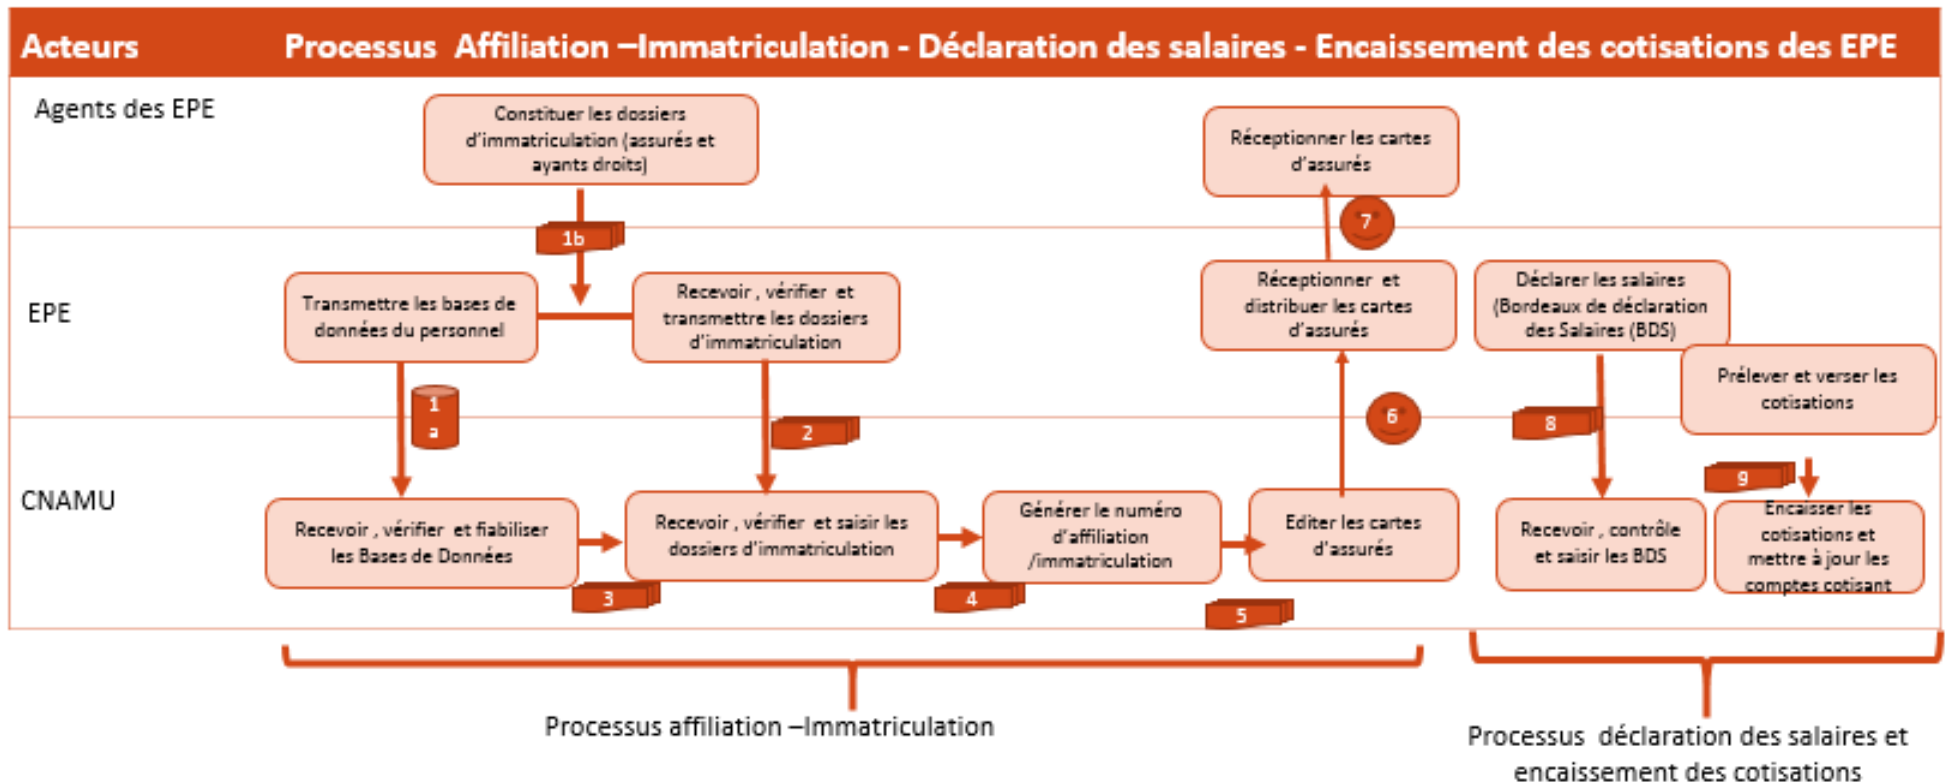 Acteurs
Processus Affiliation –Immatriculation - Déclaration des salaires - Encaissement des cotisations des EPE
Agents des EPE
Constituer les dossiers
d'immatriculation (assurés et
ayants droits)
Réceptionner les cartes
d'assurés
7
1b
EPE
Transmettre les bases de
données du personnel
Recevoir , vérifier et
transmettre les dossiers
d'immatriculation
Réceptionner et
distribuer les cartes
d'assurés
Déclarer les salaires
(Bordeaux de déclaration
des Salaires (BDS)
Prélever et verser les
cotisations
1
a
2
6
8
9
CNAMU
Recevoir , vérifier et fiabiliser
les Bases de Données
Recevoir , vérifier et saisir les
dossiers d'immatriculation
Générer le numéro
d'affiliation
/immatriculation
Editer les cartes
d'assurés
Recevoir , contrôle
et saisir les BDS
Encaisser les
cotisations et
mettre à jour les
comptes cotisant
3
4
5
Processus affiliation –Immatriculation
Processus déclaration des salaires et
encaissement des cotisations